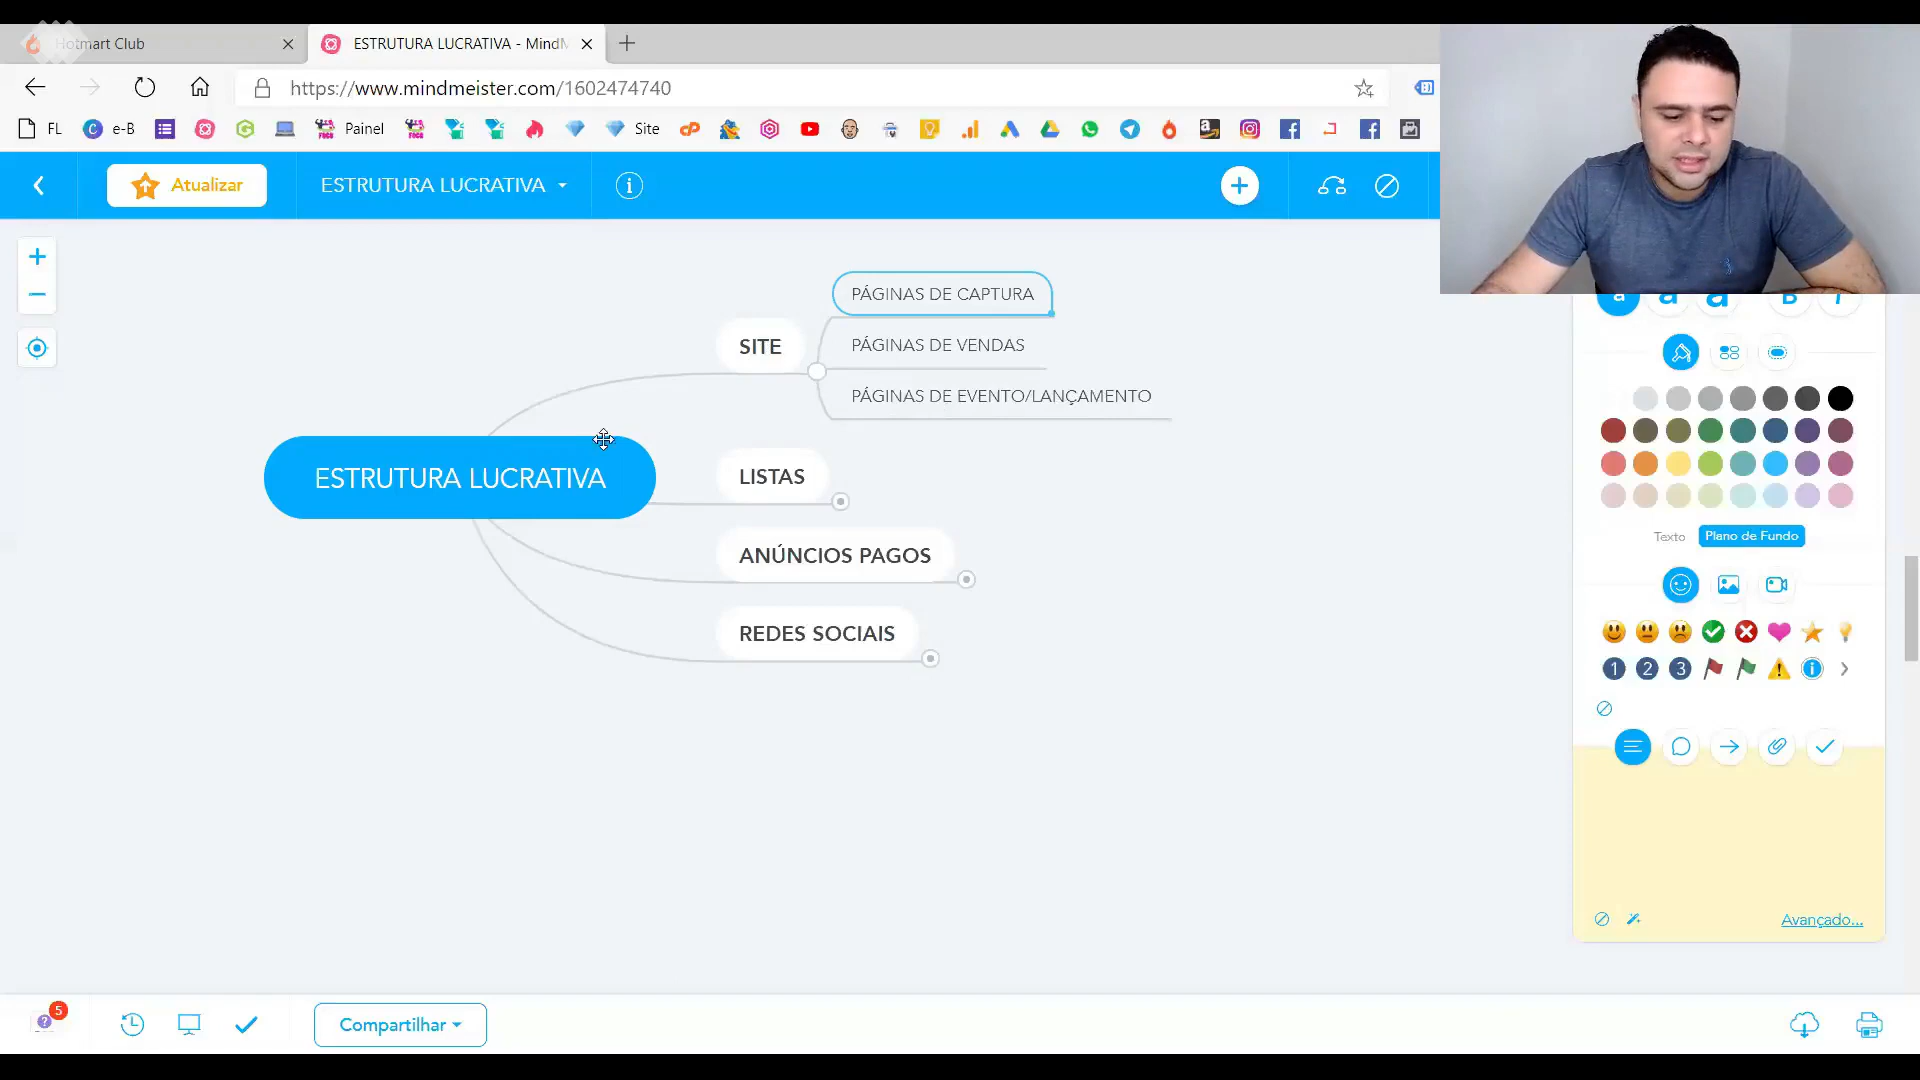 Hotmart Club
ESTRUTURA LUCRATIVA - Mind
https://www.mindmeister.com/1602474740
FL
e-B
Painel
Site
Atualizar
ESTRUTURA LUCRATIVA
PÁGINAS DE CAPTURA
SITE
PÁGINAS DE VENDAS
PÁGINAS DE EVENTO/LANÇAMENTO
ESTRUTURA LUCRATIVA
LISTAS
ANÚNCIOS PAGOS
REDES SOCIAIS
a a a B I
Texto Plano de Fundo
1 2 3
Avançado...
5
Compartilhar